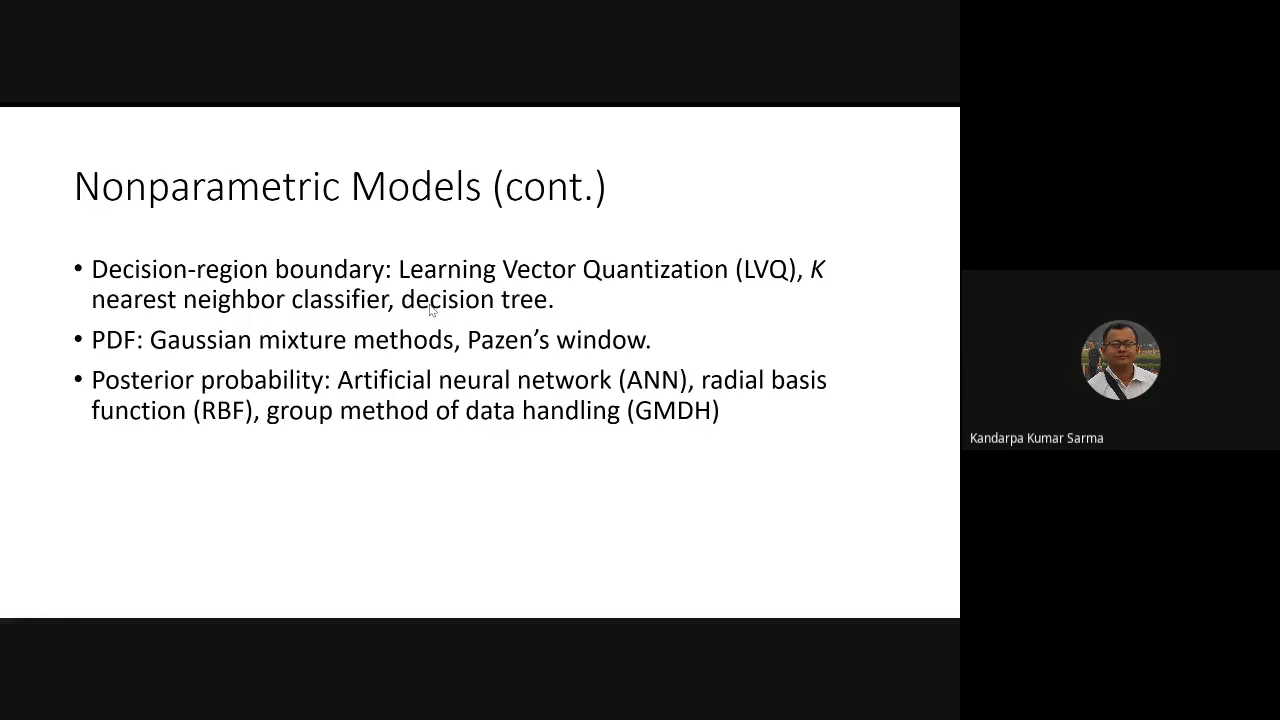 Nonparametric Models (cont.)
• Decision-region boundary: Learning Vector Quantization (LVQ), K
nearest neighbor classifier, decision tree.
• PDF: Gaussian mixture methods, Pazen’s window.
• Posterior probability: Artificial neural network (ANN), radial basis
function (RBF), group method of data handling (GMDH)
Kandarpa Kumar Sarma